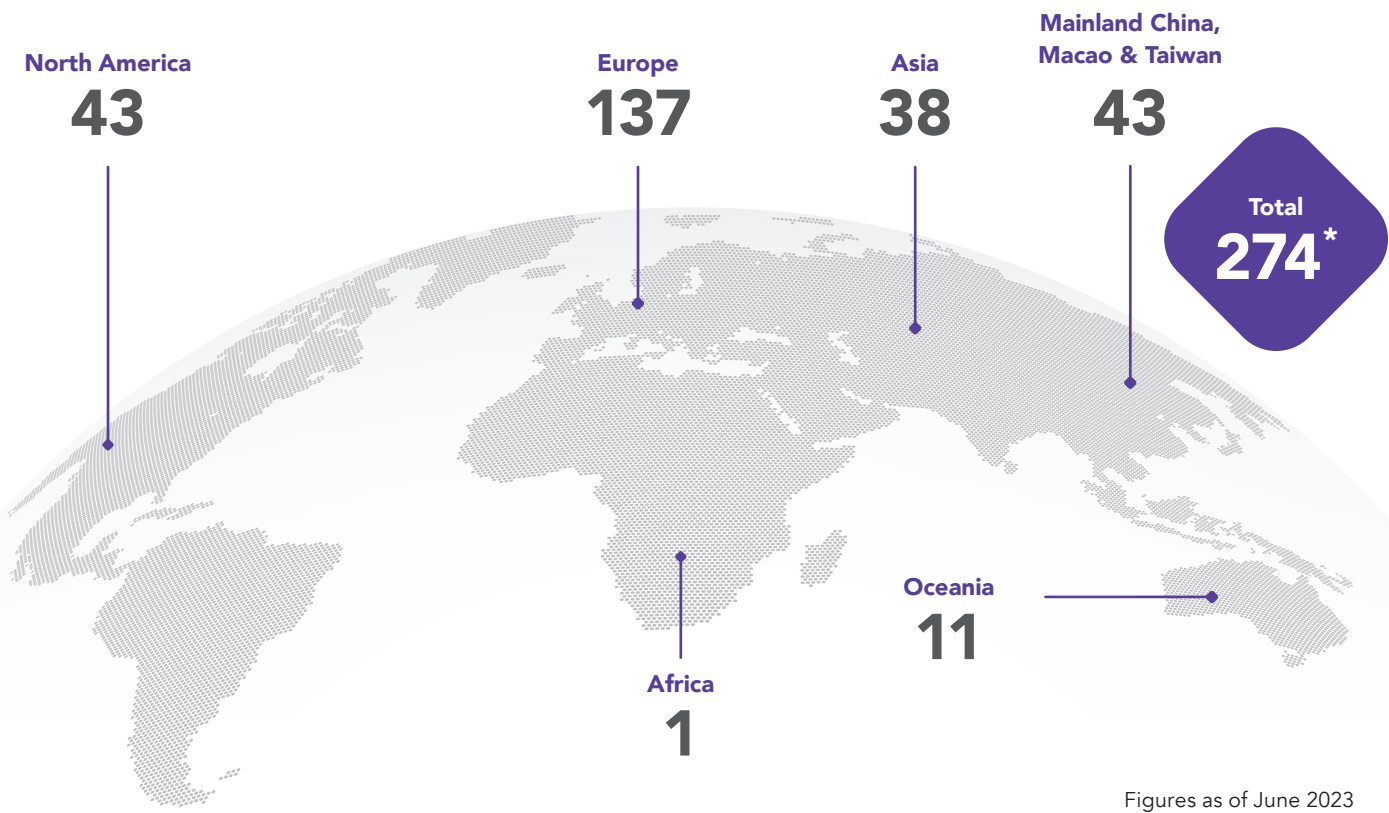 North America
43
Europe
137
Asia
38
Mainland China,
Macao & Taiwan
43
Total
274*
Oceania
11
Africa
1
Figures as of June 2023